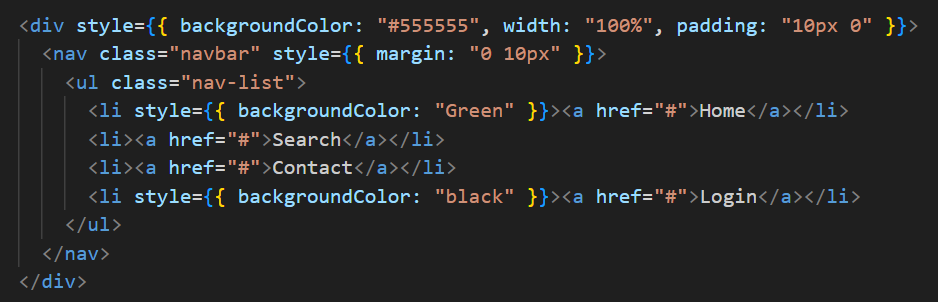 <div style={{ backgroundColor: "#555555", width: "100%", padding: "10px 0" }}>
<nav class="navbar" style={{ margin: "0 10px" }}>
<ul class="nav-list">
<li style={{ backgroundColor: "Green" }}><a href="#">Home</a></li>
<li><a href="#">Search</a></li>
<li><a href="#">Contact</a></li>
<li style={{ backgroundColor: "black" }}><a href="#">Login</a></li>
</ul>
</nav>
</div>